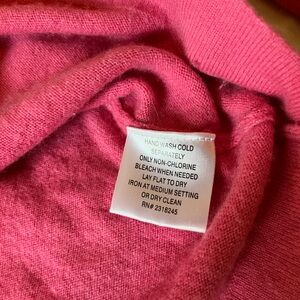 HAND WASH COLD
SEPARATELY
ONLY NON-CHLORINE
BLEACH WHEN NEEDED
LAY FLAT TO DRY
IRON AT MEDIUM SETTING
OR DRY CLEAN
RN# 2318245